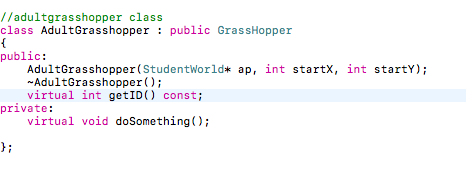 //adultgrasshopper class
class AdultGrasshopper : public GrassHopper
{
public:
    AdultGrasshopper(StudentWorld* ap, int startX, int startY);
    ~AdultGrasshopper();
    virtual int getID() const;
private:
    virtual void doSomething();
};